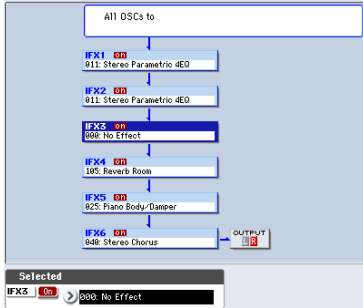 All OSCs to
IFX1 On
011: Stereo Parametric 4EQ
IFX2 On
011: Stereo Parametric 4EQ
IFX3 On
000: No Effect
IFX4 On
105: Reverb Room
IFX5 On
025: Piano Body/Damper
IFX6 On
040: Stereo Chorus
OUTPUT
L R
Selected
IFX3 On 000: No Effect